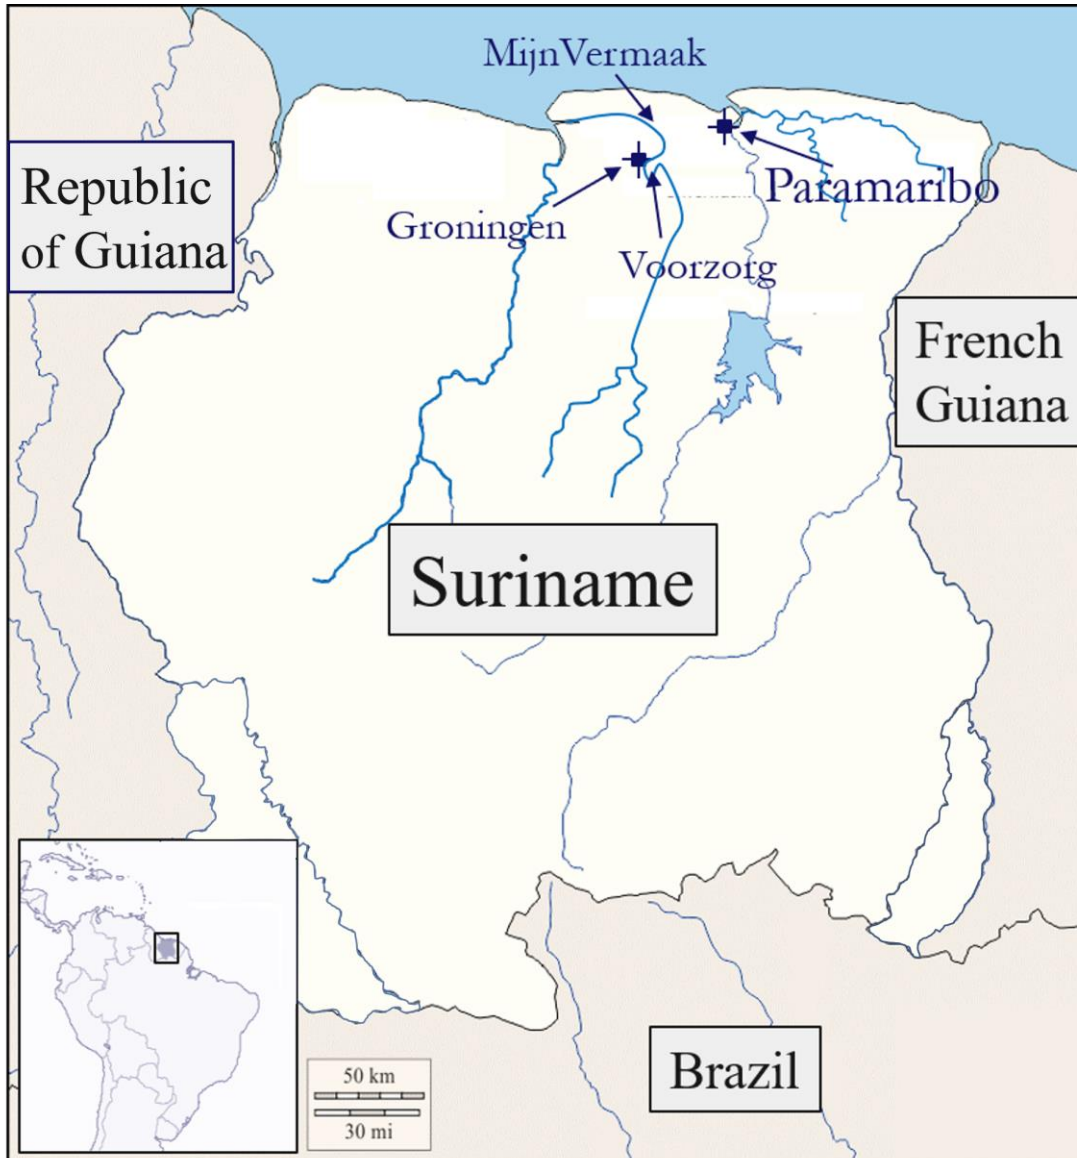 MijnVermaak
Republic
of Guiana
Paramaribo
Groningen
Voorzorg
French
Guiana
Suriname
Brazil
50 km
30 mi